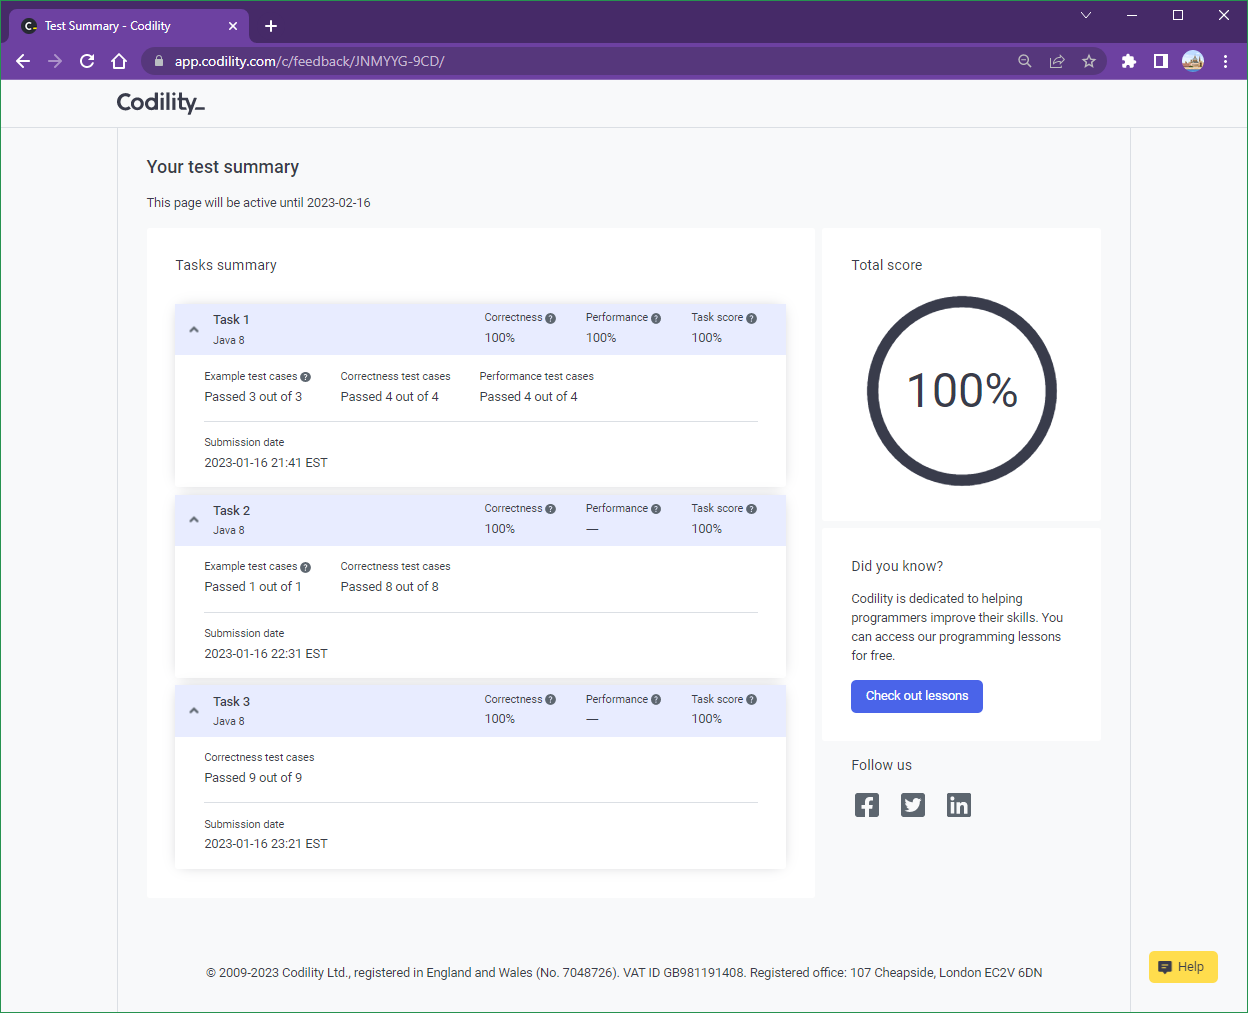 Test Summary - Codility
app.codility.com/c/feedback/JNMYYG-9CD/
Codility_
Your test summary
This page will be active until 2023-02-16
Tasks summary
Task 1
Java 8
Correctness ?
100%
Performance ?
100%
Task score ?
100%
Example test cases ?
Passed 3 out of 3
Correctness test cases
Passed 4 out of 4
Performance test cases
Passed 4 out of 4
Submission date
2023-01-16 21:41 EST
Task 2
Java 8
Correctness ?
100%
Performance ?
—
Task score ?
100%
Example test cases ?
Passed 1 out of 1
Correctness test cases
Passed 8 out of 8
Submission date
2023-01-16 22:31 EST
Task 3
Java 8
Correctness ?
100%
Performance ?
—
Task score ?
100%
Correctness test cases
Passed 9 out of 9
Submission date
2023-01-16 23:21 EST
Total score
100%
Did you know?
Codility is dedicated to helping
programmers improve their skills. You
can access our programming lessons
for free.
Check out lessons
Follow us
© 2009-2023 Codility Ltd., registered in England and Wales (No. 7048726). VAT ID GB981191408. Registered office: 107 Cheapside, London EC2V 6DN
Help